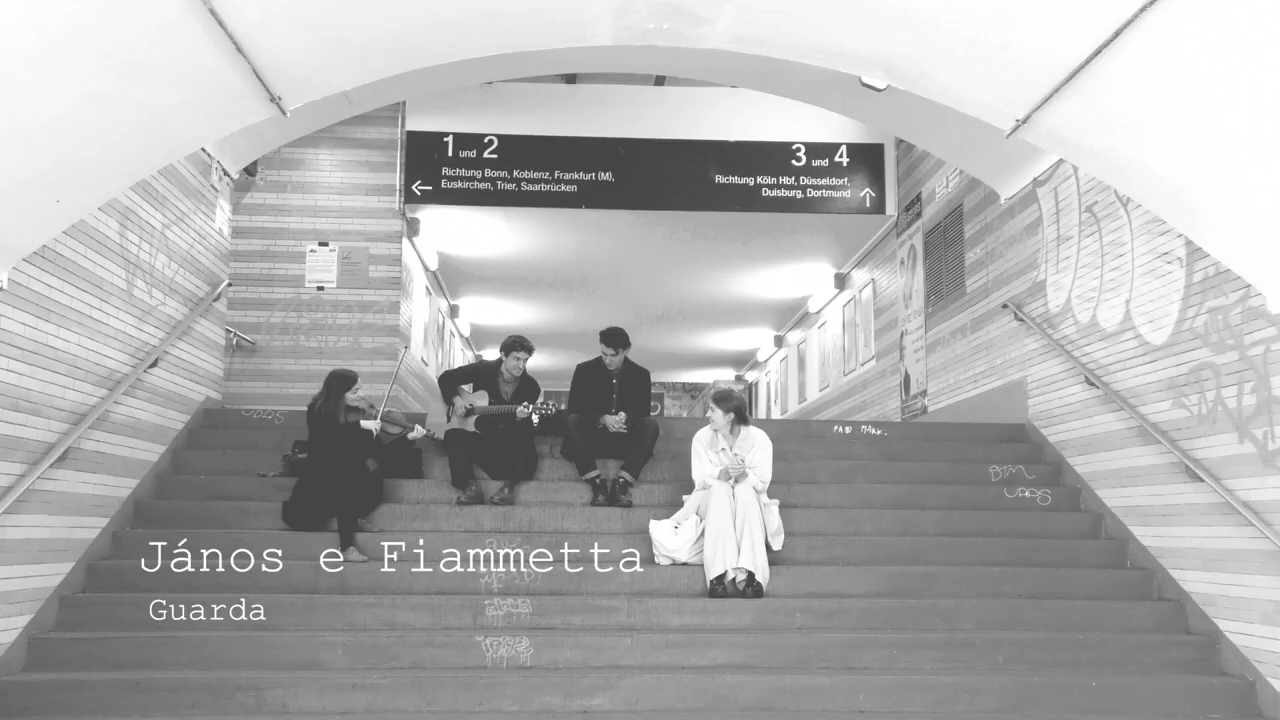 1 und 2
Richtung Bonn, Koblenz, Frankfurt (M),
Euskirchen, Trier, Saarbrücken
3 und 4
Richtung Köln Hbf, Düsseldorf,
Duisburg, Dortmund
János e Fiammetta
Guarda